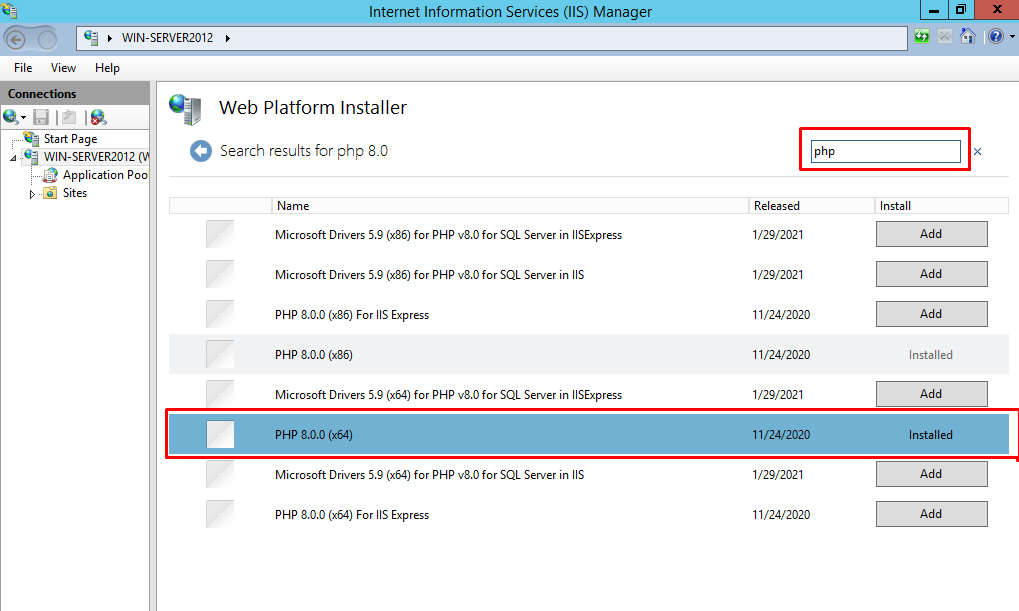 Internet Information Services (IIS) Manager
WIN-SERVER2012
File View Help
Connections
Start Page
WIN-SERVER2012 (W
Application Poo
Sites
Web Platform Installer
Search results for php 8.0
php
Name Released Install
Microsoft Drivers 5.9 (x86) for PHP v8.0 for SQL Server in IISExpress 1/29/2021 Add
Microsoft Drivers 5.9 (x86) for PHP v8.0 for SQL Server in IIS 1/29/2021 Add
PHP 8.0.0 (x86) For IIS Express 11/24/2020 Add
PHP 8.0.0 (x86) 11/24/2020 Installed
Microsoft Drivers 5.9 (x64) for PHP v8.0 for SQL Server in IISExpress 1/29/2021 Add
PHP 8.0.0 (x64) 11/24/2020 Installed
Microsoft Drivers 5.9 (x64) for PHP v8.0 for SQL Server in IIS 1/29/2021 Add
PHP 8.0.0 (x64) For IIS Express 11/24/2020 Add